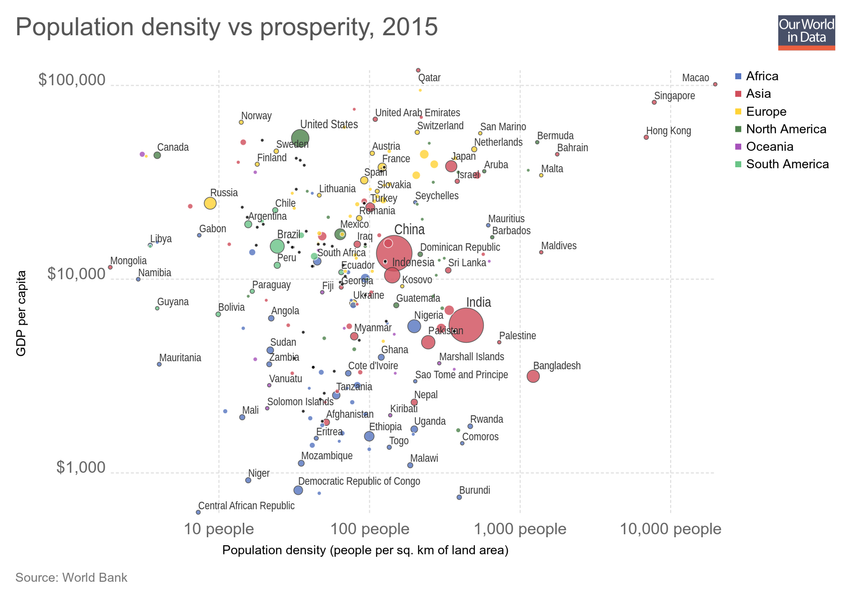 Population density vs prosperity, 2015
Our World
in Data
$100,000
$10,000
$1,000
GDP per capita
10 people
100 people
1,000 people
10,000 people
Population density (people per sq. km of land area)
Africa
Asia
Europe
North America
Oceania
South America
Qatar
Macao
Singapore
Norway
United States
United Arab Emirates
Switzerland
San Marino
Hong Kong
Canada
Sweden
Finland
Austria
France
Netherlands
Bermuda
Bahrain
Japan
Spain
Israel
Aruba
Malta
Russia
Lithuania
Slovakia
Turkey
Seychelles
Chile
Romania
Argentina
Gabon
Mexico
Mauritius
Barbados
Libya
Brazil
Iraq
China
Dominican Republic
Maldives
Mongolia
Peru
South Africa
Indonesia
Sri Lanka
Namibia
Ecuador
Georgia
Kosovo
Paraguay
Fiji
Ukraine
Guatemala
India
Guyana
Bolivia
Angola
Nigeria
Myanmar
Pakistan
Palestine
Sudan
Ghana
Mauritania
Zambia
Marshall Islands
Cote d'Ivoire
Bangladesh
Vanuatu
Sao Tome and Principe
Tanzania
Nepal
Solomon Islands
Mali
Afghanistan
Kiribati
Uganda
Rwanda
Eritrea
Ethiopia
Togo
Comoros
Mozambique
Malawi
Niger
Democratic Republic of Congo
Burundi
Central African Republic
Source: World Bank